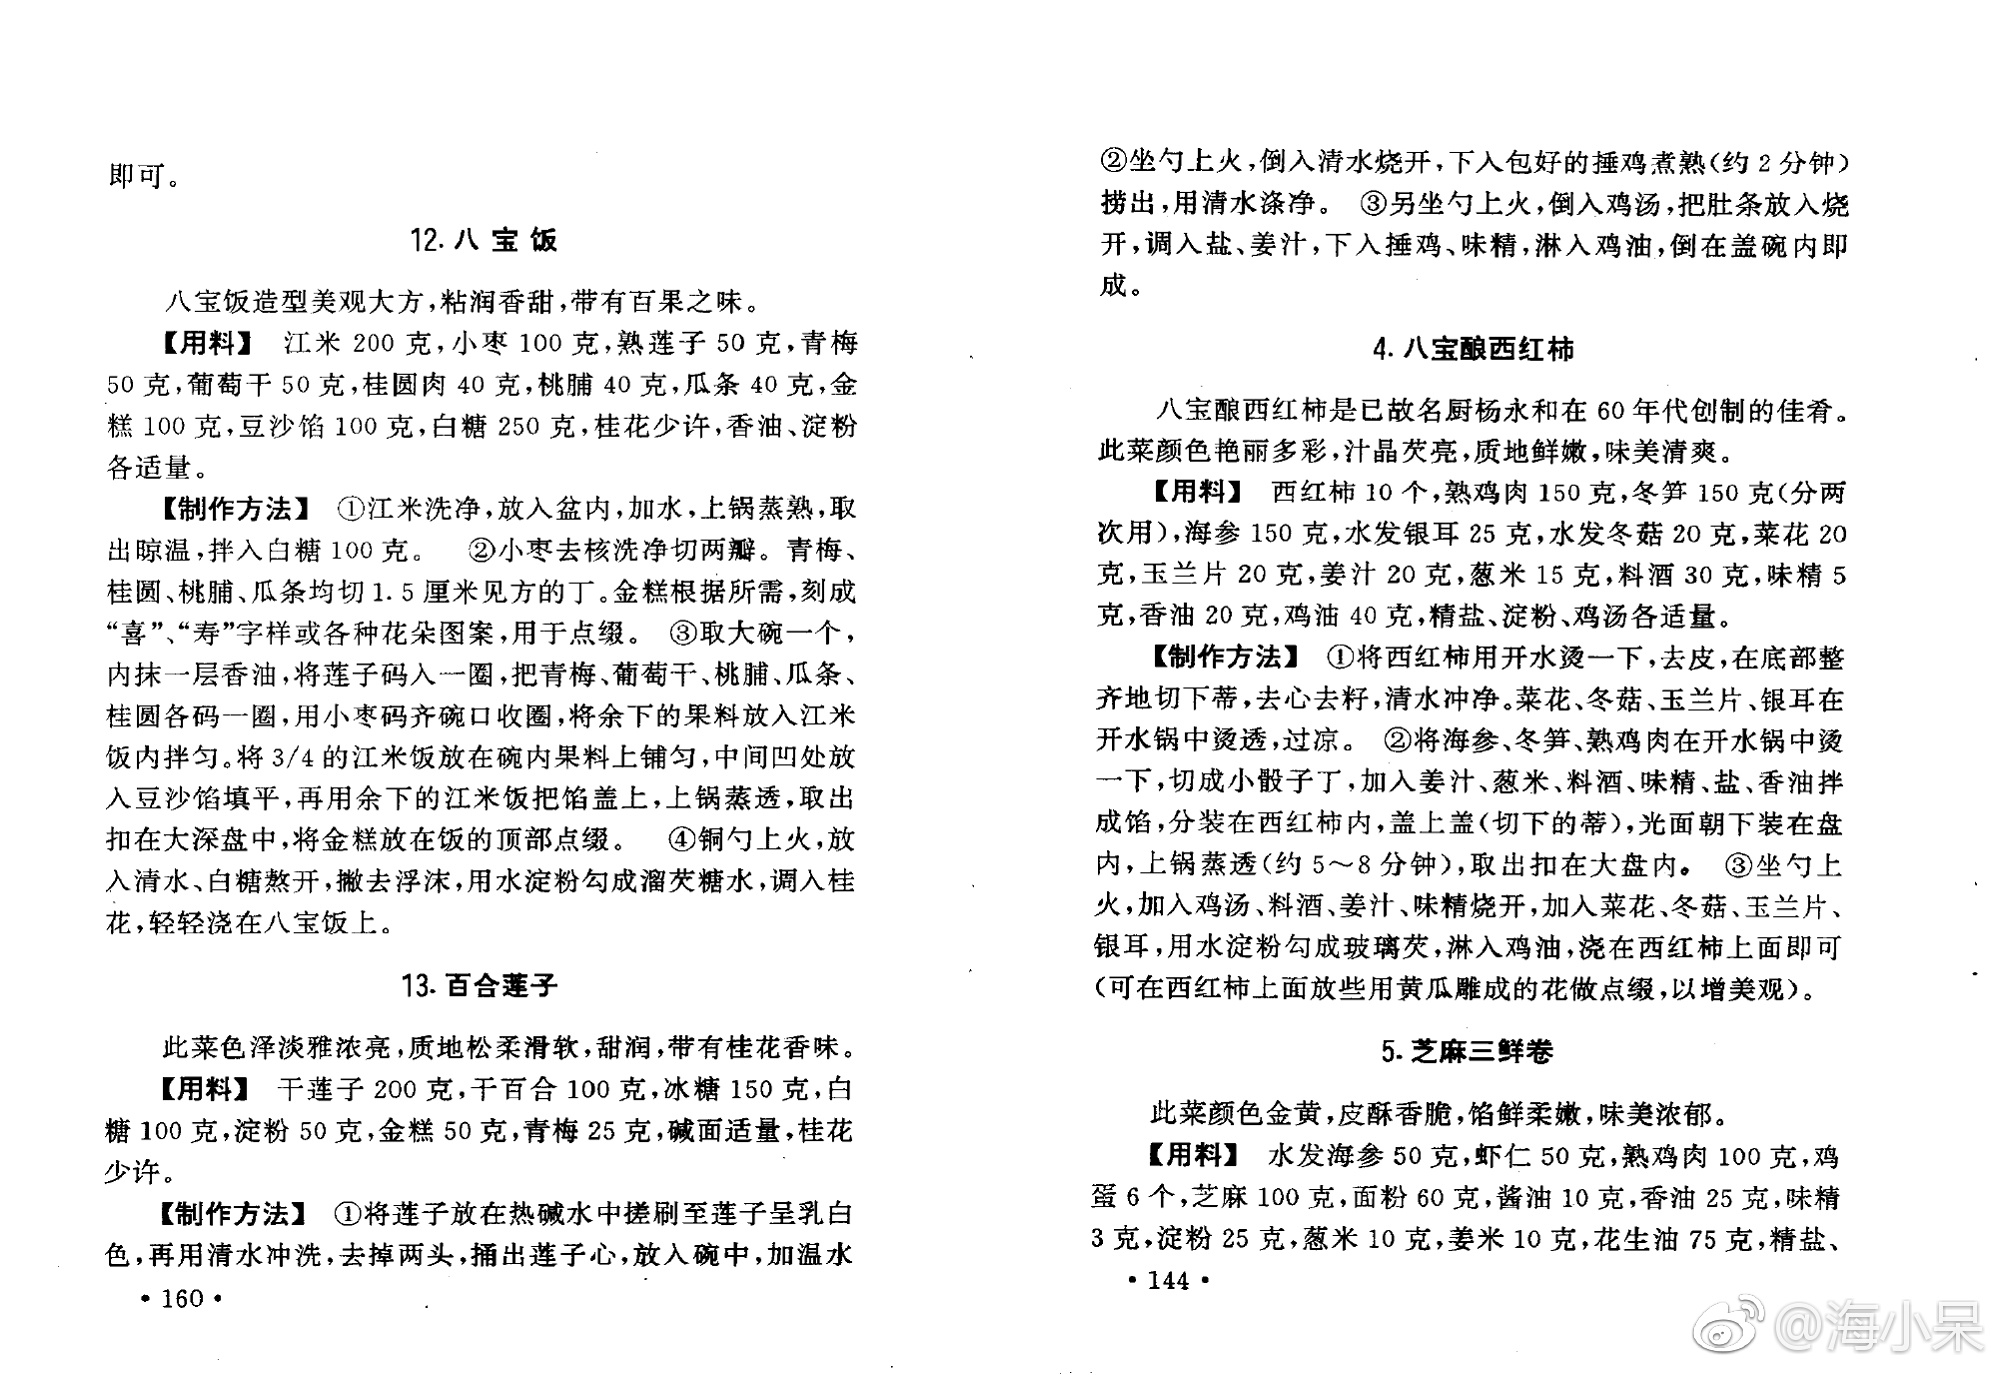 即可。
12. 八宝饭
八宝饭造型美观大方，粘润香甜，带有百果之味。
【用料】 江米 200 克，小枣 100 克，熟莲子 50 克，青梅
50 克，葡萄干 50 克，桂圆肉 40 克，桃脯 40 克，瓜条 40 克，金
糕 100 克，豆沙馅 100 克，白糖 250 克，桂花少许，香油、淀粉
各适量。
【制作方法】 ①江米洗净，放入盆内，加水，上锅蒸熟，取
出晾温，拌入白糖 100 克。 ②小枣去核洗净切两瓣。青梅、
桂圆、桃脯、瓜条均切 1.5 厘米见方的丁。金糕根据所需，刻成
“喜”、“寿”字样或各种花朵图案，用于点缀。 ③取大碗一个，
内抹一层香油，将莲子码入一圈，把青梅、葡萄干、桃脯、瓜条、
桂圆各码一圈，用小枣码齐碗口收圈，将余下的果料放入江米
饭内拌匀。将 3/4 的江米饭放在碗内果料上铺匀，中间凹处放
入豆沙馅填平，再用余下的江米饭把馅盖上，上锅蒸透，取出
扣在大深盘中，将金糕放在饭的顶部点缀。 ④铜勺上火，放
入清水、白糖熬开，撇去浮沫，用水淀粉勾成溜芡糖水，调入桂
花，轻轻浇在八宝饭上。
13. 百合莲子
此菜色泽淡雅浓亮，质地松柔滑软，甜润，带有桂花香味。
【用料】 干莲子 200 克，干百合 100 克，冰糖 150 克，白
糖 100 克，淀粉 50 克，金糕 50 克，青梅 25 克，碱面适量，桂花
少许。
【制作方法】 ①将莲子放在热碱水中搓刷至莲子呈乳白
色，再用清水冲洗，去掉两头，捅出莲子心，放入碗中，加温水
• 160 •
②坐勺上火，倒入清水烧开，下入包好的捶鸡煮熟（约 2 分钟）
捞出，用清水涤净。 ③另坐勺上火，倒入鸡汤，把肚条放入烧
开，调入盐、姜汁，下入捶鸡、味精，淋入鸡油，倒在盖碗内即
成。
4. 八宝酿西红柿
八宝酿西红柿是已故名厨杨永和在 60 年代创制的佳肴。
此菜颜色艳丽多彩，汁晶芡亮，质地鲜嫩，味美清爽。
【用料】 西红柿 10 个，熟鸡肉 150 克，冬笋 150 克（分两
次用），海参 150 克，水发银耳 25 克，水发冬菇 20 克，菜花 20
克，玉兰片 20 克，姜汁 20 克，葱米 15 克，料酒 30 克，味精 5
克，香油 20 克，鸡油 40 克，精盐、淀粉、鸡汤各适量。
【制作方法】 ①将西红柿用开水烫一下，去皮，在底部整
齐地切下蒂，去心去籽，清水冲净。菜花、冬菇、玉兰片、银耳在
开水锅中烫透，过凉。 ②将海参、冬笋、熟鸡肉在开水锅中烫
一下，切成小骰子丁，加入姜汁、葱米、料酒、味精、盐、香油拌
成馅，分装在西红柿内，盖上盖（切下的蒂），光面朝下装在盘
内，上锅蒸透（约 5～8 分钟），取出扣在大盘内。 ③坐勺上
火，加入鸡汤、料酒、姜汁、味精烧开，加入菜花、冬菇、玉兰片、
银耳，用水淀粉勾成玻璃芡，淋入鸡油，浇在西红柿上面即可
（可在西红柿上面放些用黄瓜雕成的花做点缀，以增美观）。
5. 芝麻三鲜卷
此菜颜色金黄，皮酥香脆，馅鲜柔嫩，味美浓郁。
【用料】 水发海参 50 克，虾仁 50 克，熟鸡肉 100 克，鸡
蛋 6 个，芝麻 100 克，面粉 60 克，酱油 10 克，香油 25 克，味精
3 克，淀粉 25 克，葱米 10 克，姜米 10 克，花生油 75 克，精盐、
• 144 •
@海小呆